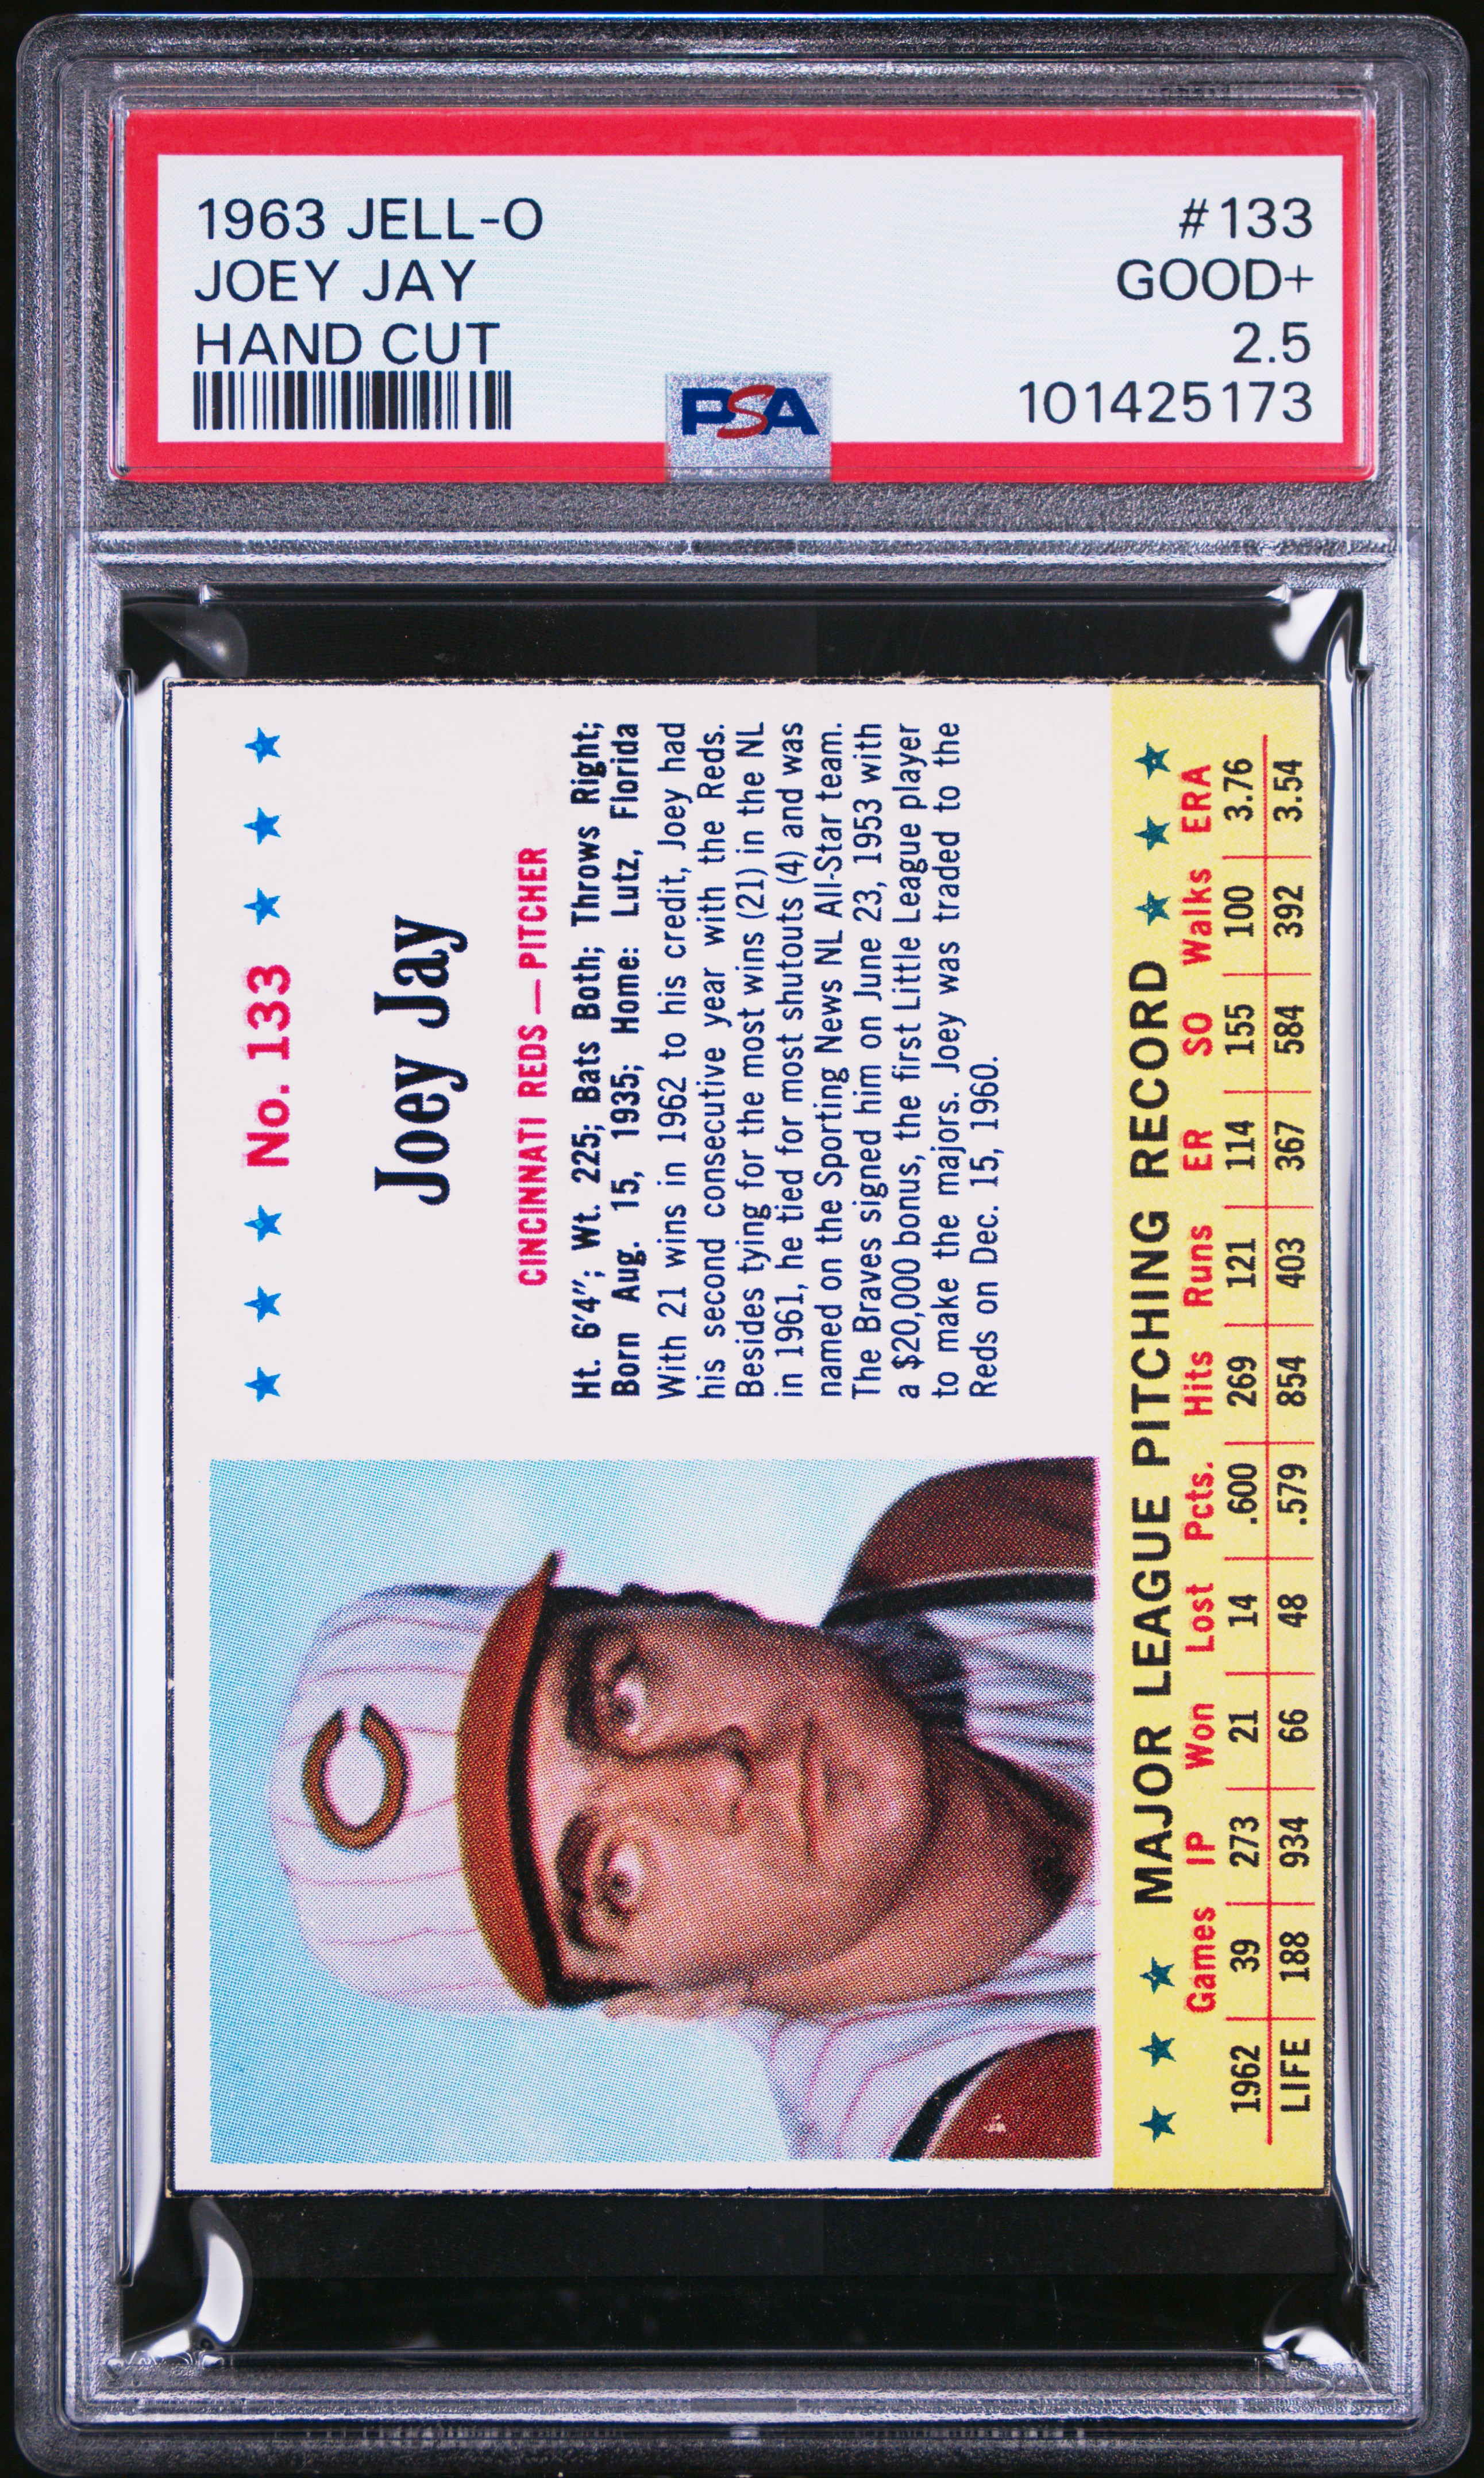 1963 JELL-O #133
JOEY JAY GOOD+
HAND CUT 2.5
PSA 101425173
★ ★ ★ No. 133 ★ ★ ★
Joey Jay
CINCINNATI REDS — PITCHER
Ht. 6'4"; Wt. 225; Bats Both; Throws Right;
Born Aug. 15, 1935; Home: Lutz, Florida
With 21 wins in 1962 to his credit, Joey had
his second consecutive year with the Reds.
Besides tying for the most wins (21) in the NL
in 1961, he tied for most shutouts (4) and was
named on the Sporting News NL All-Star team.
The Braves signed him on June 23, 1953 with
a $20,000 bonus, the first Little League player
to make the majors. Joey was traded to the
Reds on Dec. 15, 1960.
C
★ ★ ★ MAJOR LEAGUE PITCHING RECORD ★ ★ ★
Games IP Won Lost Pcts. Hits Runs ER SO Walks ERA
1962 39 273 21 14 .600 269 121 114 155 100 3.76
LIFE 188 934 66 48 .579 854 403 367 584 392 3.54